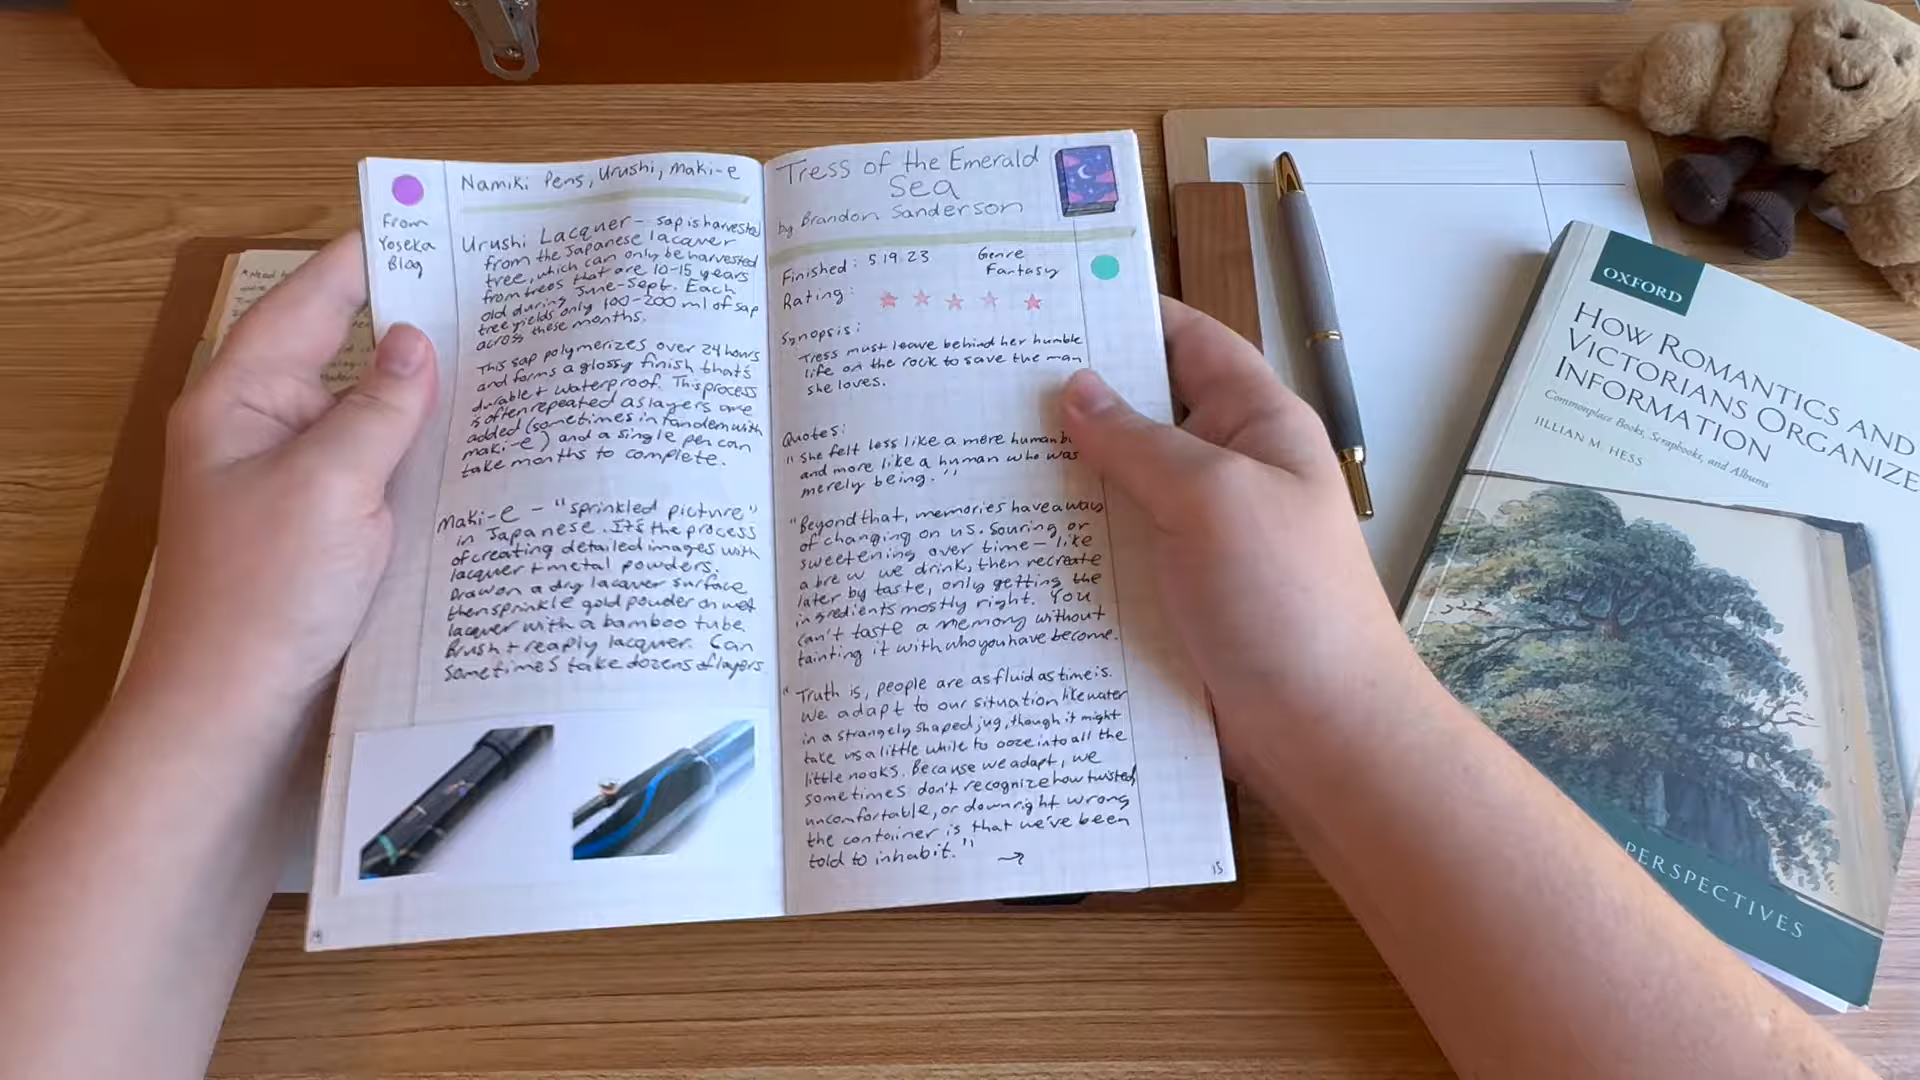 From
Yoseka
Blog
Namiki Pens, Urushi, Maki-e
Urushi Lacquer - sap is harvested
from the Japanese lacquer
tree, which can only be harvested
from trees that are 10-15 years
old during June-Sept. Each
tree yields only 100-200 ml of sap
across these months.
This sap polymerizes over 24 hours
and forms a glossy finish that's
durable + waterproof. This process
is often repeated as layers are
added (sometimes in tandem with
maki-e) and a single pen can
take months to complete.
Maki-e - "sprinkled picture"
in Japanese. It's the process
of creating detailed images with
lacquer + metal powders.
Draw on a dry lacquer surface
then sprinkle gold powder on wet
lacquer with a bamboo tube
Brush + reaply lacquer. Can
sometimes take dozens of layers
14
Tress of the Emerald
Sea
by Brandon Sanderson
Finished: 5 19 23
Genre
Fantasy
Rating:
Synopsis:
Tress must leave behind her humble
life on the rock to save the man
she loves.
Quotes:
"She felt less like a mere human
and more like a human who was
merely being."
"Beyond that, memories have a way
of changing on us. Souring or
sweetening over time - like
a brew we drink, then recreate
later by taste, only getting the
ingredients mostly right. You
can't taste a memory without
tainting it with who you have become.
"Truth is, people are as fluid as time is.
We adapt to our situation like water
in a strangely shaped jug, though it might
take us a little while to ooze into all the
little nooks. Because we adapt, we
sometimes don't recognize how twisted,
uncomfortable, or downright wrong
the container is that we've been
told to inhabit."
15
OXFORD
HOW ROMANTICS AND
VICTORIANS ORGANIZE
INFORMATION
Commonplace Books, Scrapbooks, and Albums
JILLIAN M. HESS
PERSPECTIVES